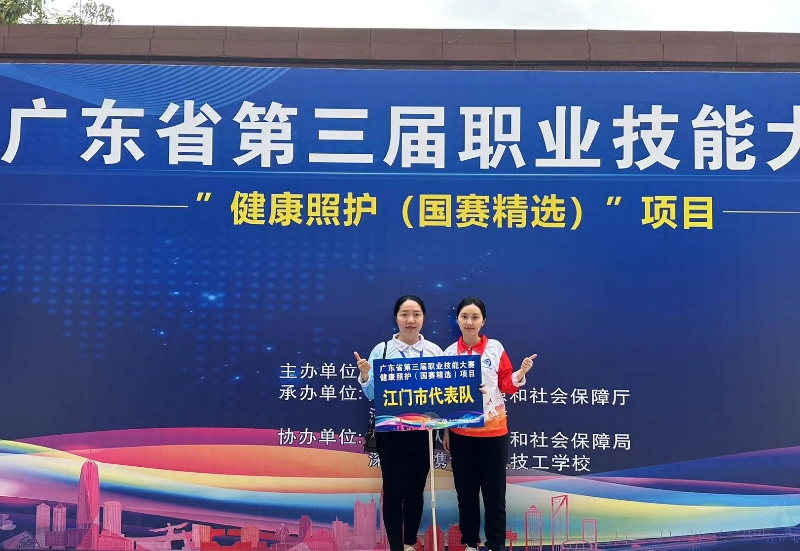 广东省第三届职业技能大
”健康照护（国赛精选）”项目
主办单位:
承办单位:
和社会保障厅
协办单位:
和社会保障局
技工学校
广东省第三届职业技能大赛
健康照护（国赛精选）项目
江门市代表队